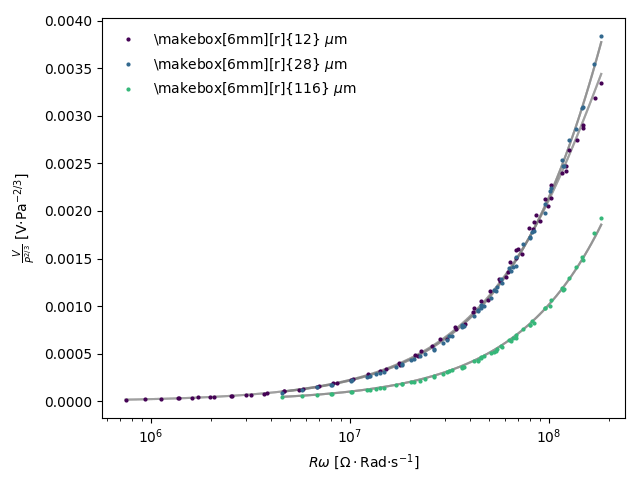 0.0040
0.0035
0.0030
0.0025
0.0020
0.0015
0.0010
0.0005
0.0000
V/P^{2/3} [V·Pa^{−2/3}]
\makebox[6mm][r]{12} μm
\makebox[6mm][r]{28} μm
\makebox[6mm][r]{116} μm
10^6 10^7 10^8
Rω [Ω · Rad·s^{−1}]